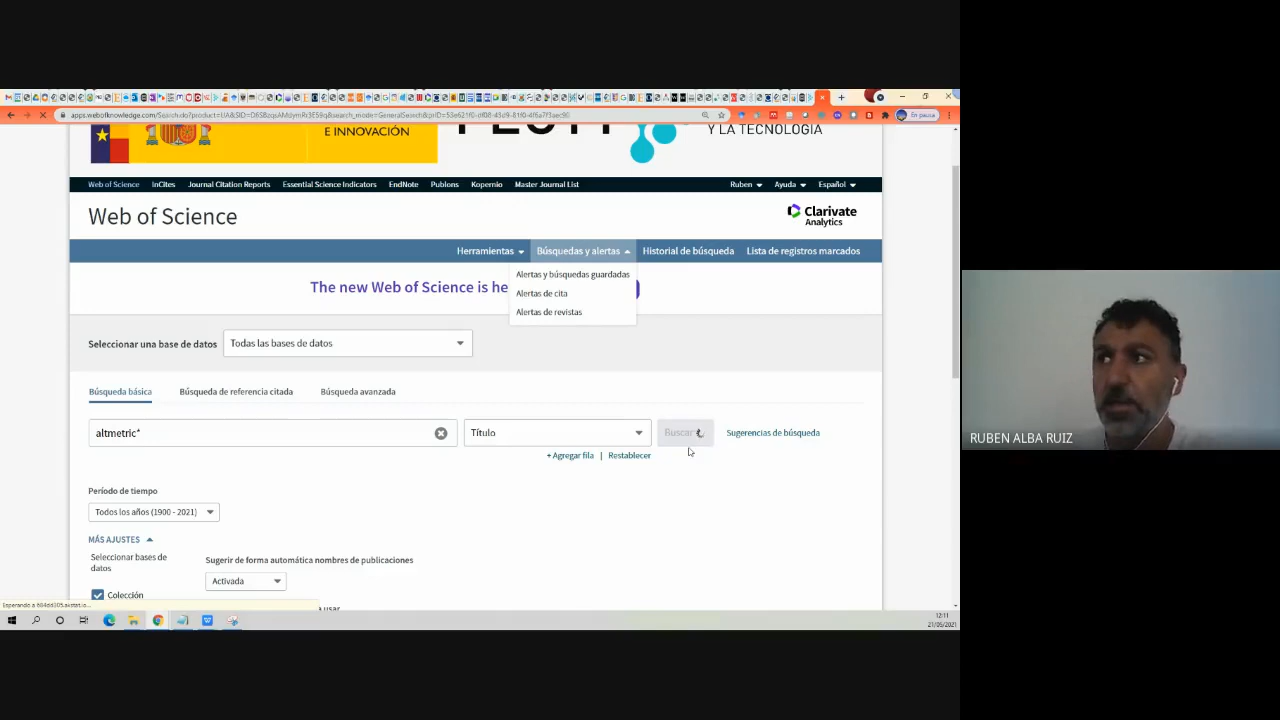 E INNOVACIÓN
Y LA TECNOLOGÍA
Web of Science InCites Journal Citation Reports Essential Science Indicators EndNote Publons Kopernio Master Journal List Ruben Ayuda Español
Web of Science
Clarivate
Analytics
Herramientas Búsquedas y alertas Historial de búsqueda Lista de registros marcados
Alertas y búsquedas guardadas
The new Web of Science is he
Alertas de cita
Alertas de revistas
Seleccionar una base de datos Todas las bases de datos
Búsqueda básica Búsqueda de referencia citada Búsqueda avanzada
altmetric* Título Buscar Sugerencias de búsqueda
+ Agregar fila | Restablecer
RUBEN ALBA RUIZ
Período de tiempo
Todos los años (1900 - 2021)
MÁS AJUSTES
Seleccionar bases de
datos
Sugerir de forma automática nombres de publicaciones
Activada
Colección
a usar
12:11
21/05/2021
En pausa